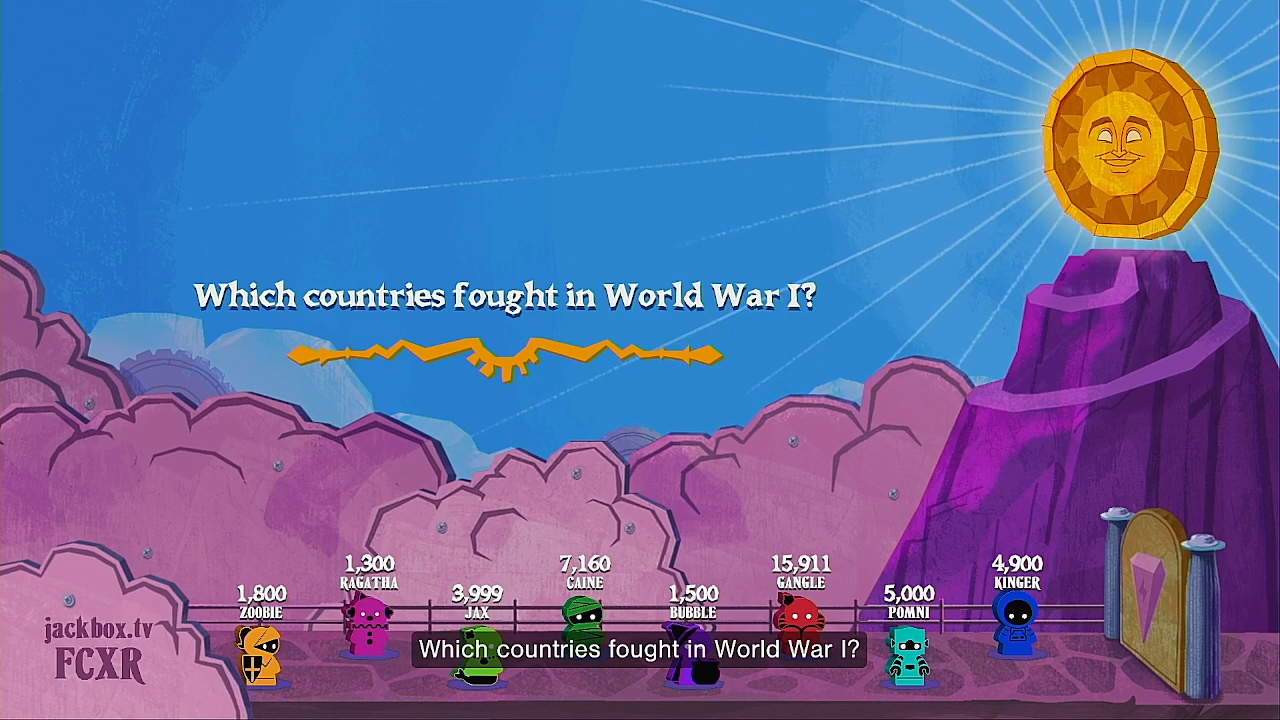 Which countries fought in World War I?
1,800
ZOOBIE
1,300
RAGATHA
3,999
JAX
7,160
CAINE
1,500
BUBBLE
15,911
GANGLE
5,000
POMNI
4,900
KINGER
jackbox.tv
FCXR
Which countries fought in World War I?